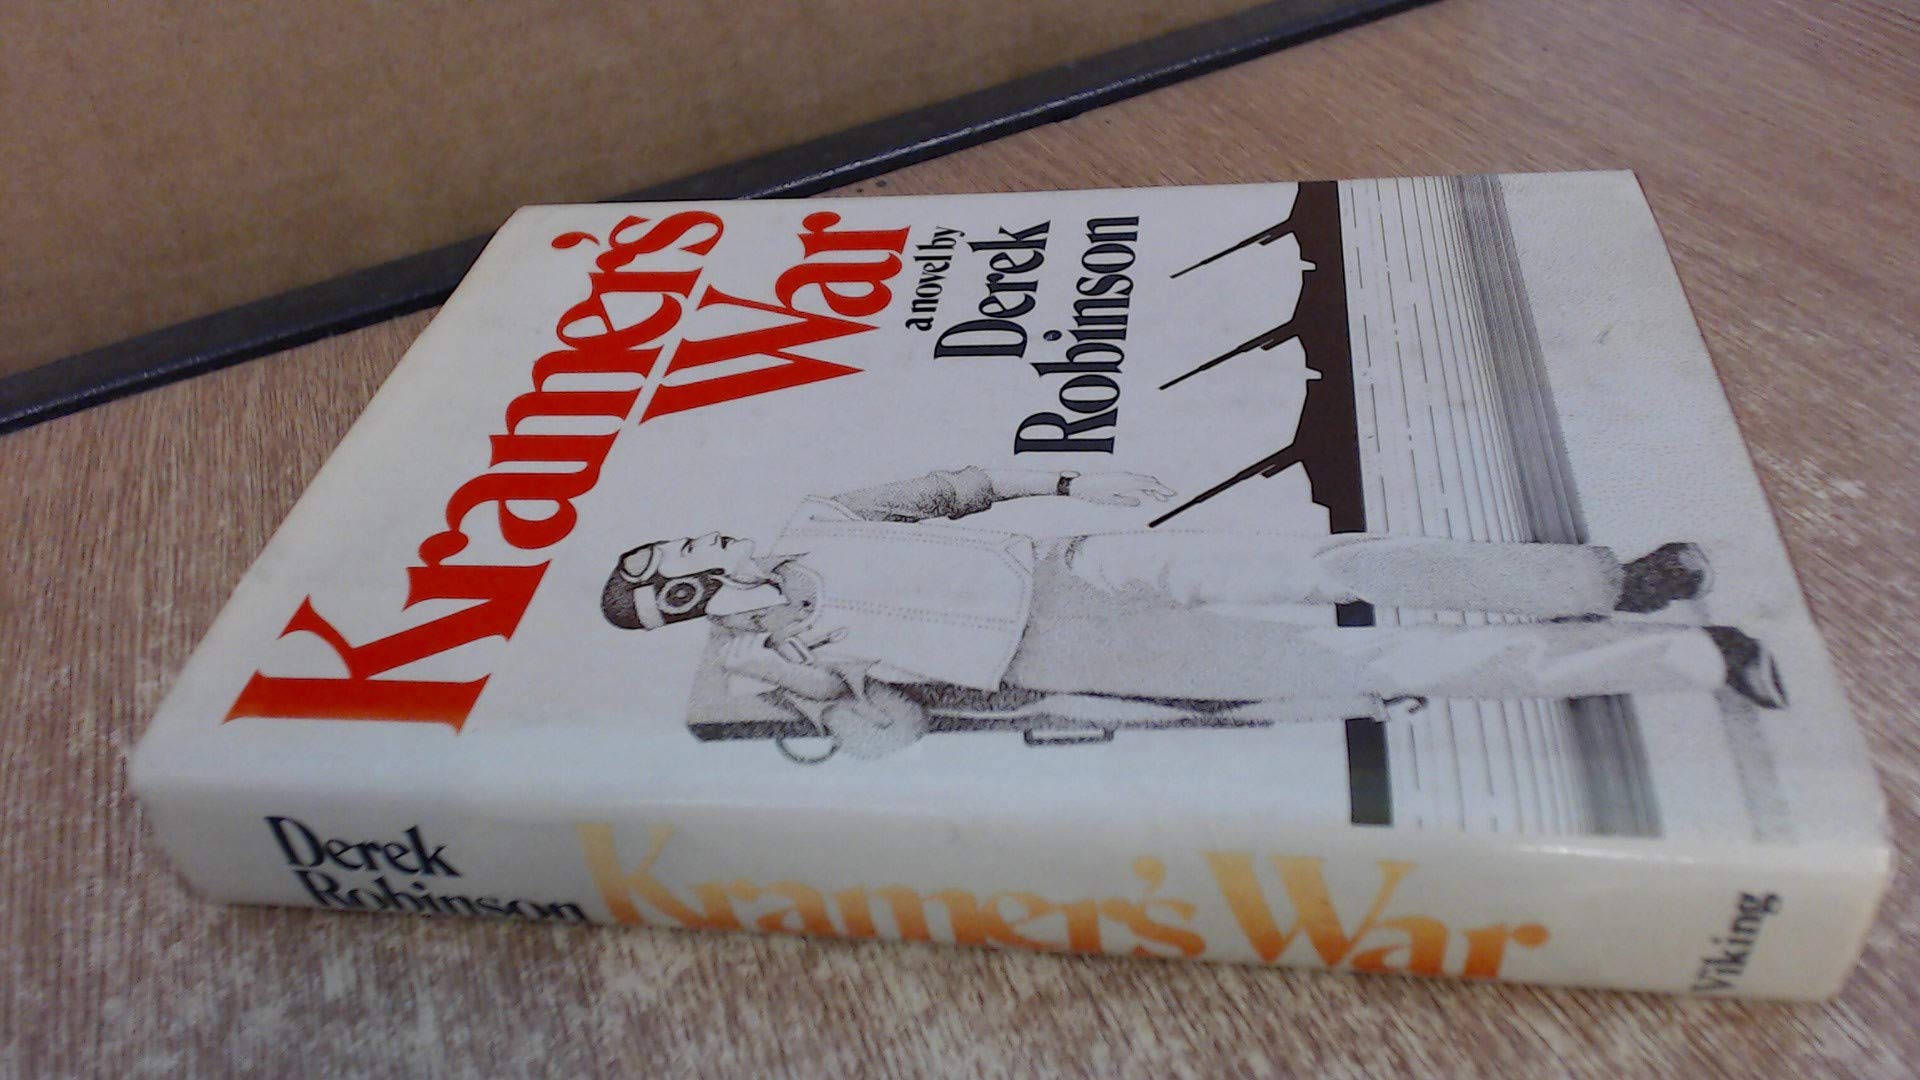 Kramer's
War
a novel by
Derek
Robinson
Derek
Robinson
Kramer's War
Viking